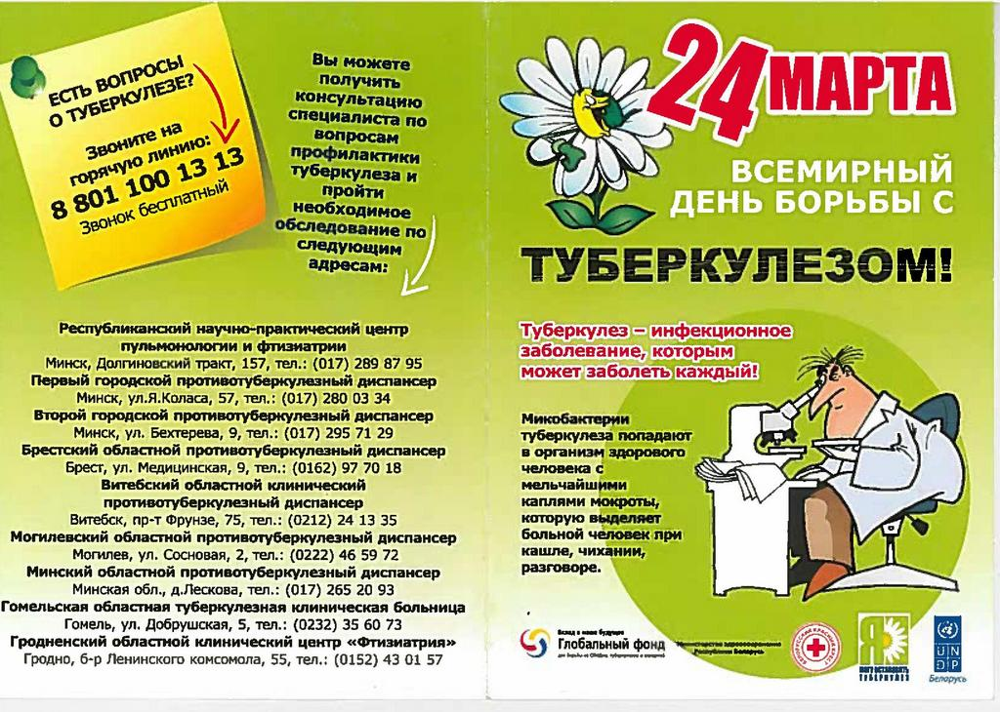 ЕСТЬ ВОПРОСЫ
О ТУБЕРКУЛЕЗЕ?
Звоните на
горячую линию:
8 801 100 13 13
Звонок бесплатный
Вы можете
получить
консультацию
специалиста по
вопросам
профилактики
туберкулеза и
пройти
необходимое
обследование по
следующим
адресам:
Республиканский научно-практический центр
пульмонологии и фтизиатрии
Минск, Долгиновский тракт, 157, тел.: (017) 289 87 95
Первый городской противотуберкулезный диспансер
Минск, ул.Я.Коласа, 57, тел.: (017) 280 03 34
Второй городской противотуберкулезный диспансер
Минск, ул. Бехтерева, 9, тел.: (017) 295 71 29
Брестский областной противотуберкулезный диспансер
Брест, ул. Медицинская, 9, тел.: (0162) 97 70 18
Витебский областной клинический
противотуберкулезный диспансер
Витебск, пр-т Фрунзе, 75, тел.: (0212) 24 13 35
Могилевский областной противотуберкулезный диспансер
Могилев, ул. Сосновая, 2, тел.: (0222) 46 59 72
Минский областной противотуберкулезный диспансер
Минская обл., д.Лескова, тел.: (017) 265 20 93
Гомельская областная туберкулезная клиническая больница
Гомель, ул. Добрушская, 5, тел.: (0232) 35 60 73
Гродненский областной клинический центр «Фтизиатрия»
Гродно, б-р Ленинского комсомола, 55, тел.: (0152) 43 01 57
24 МАРТА
ВСЕМИРНЫЙ
ДЕНЬ БОРЬБЫ С
ТУБЕРКУЛЕЗОМ!
Туберкулез – инфекционное
заболевание, которым
может заболеть каждый!
Микобактерии
туберкулеза попадают
в организм здорового
человека с
мельчайшими
каплями мокроты,
которую выделяет
больной человек при
кашле, чихании,
разговоре.
Вклад в наше будущее
Глобальный фонд
для борьбы со СПИДом, туберкулезом и малярией
Министерство здравоохранения
Республики Беларусь
БЕЛОРУССКИЙ КРАСНЫЙ КРЕСТ
Я
МОГУ ОСТАНОВИТЬ
ТУБЕРКУЛЕЗ
U N
D P
Беларусь